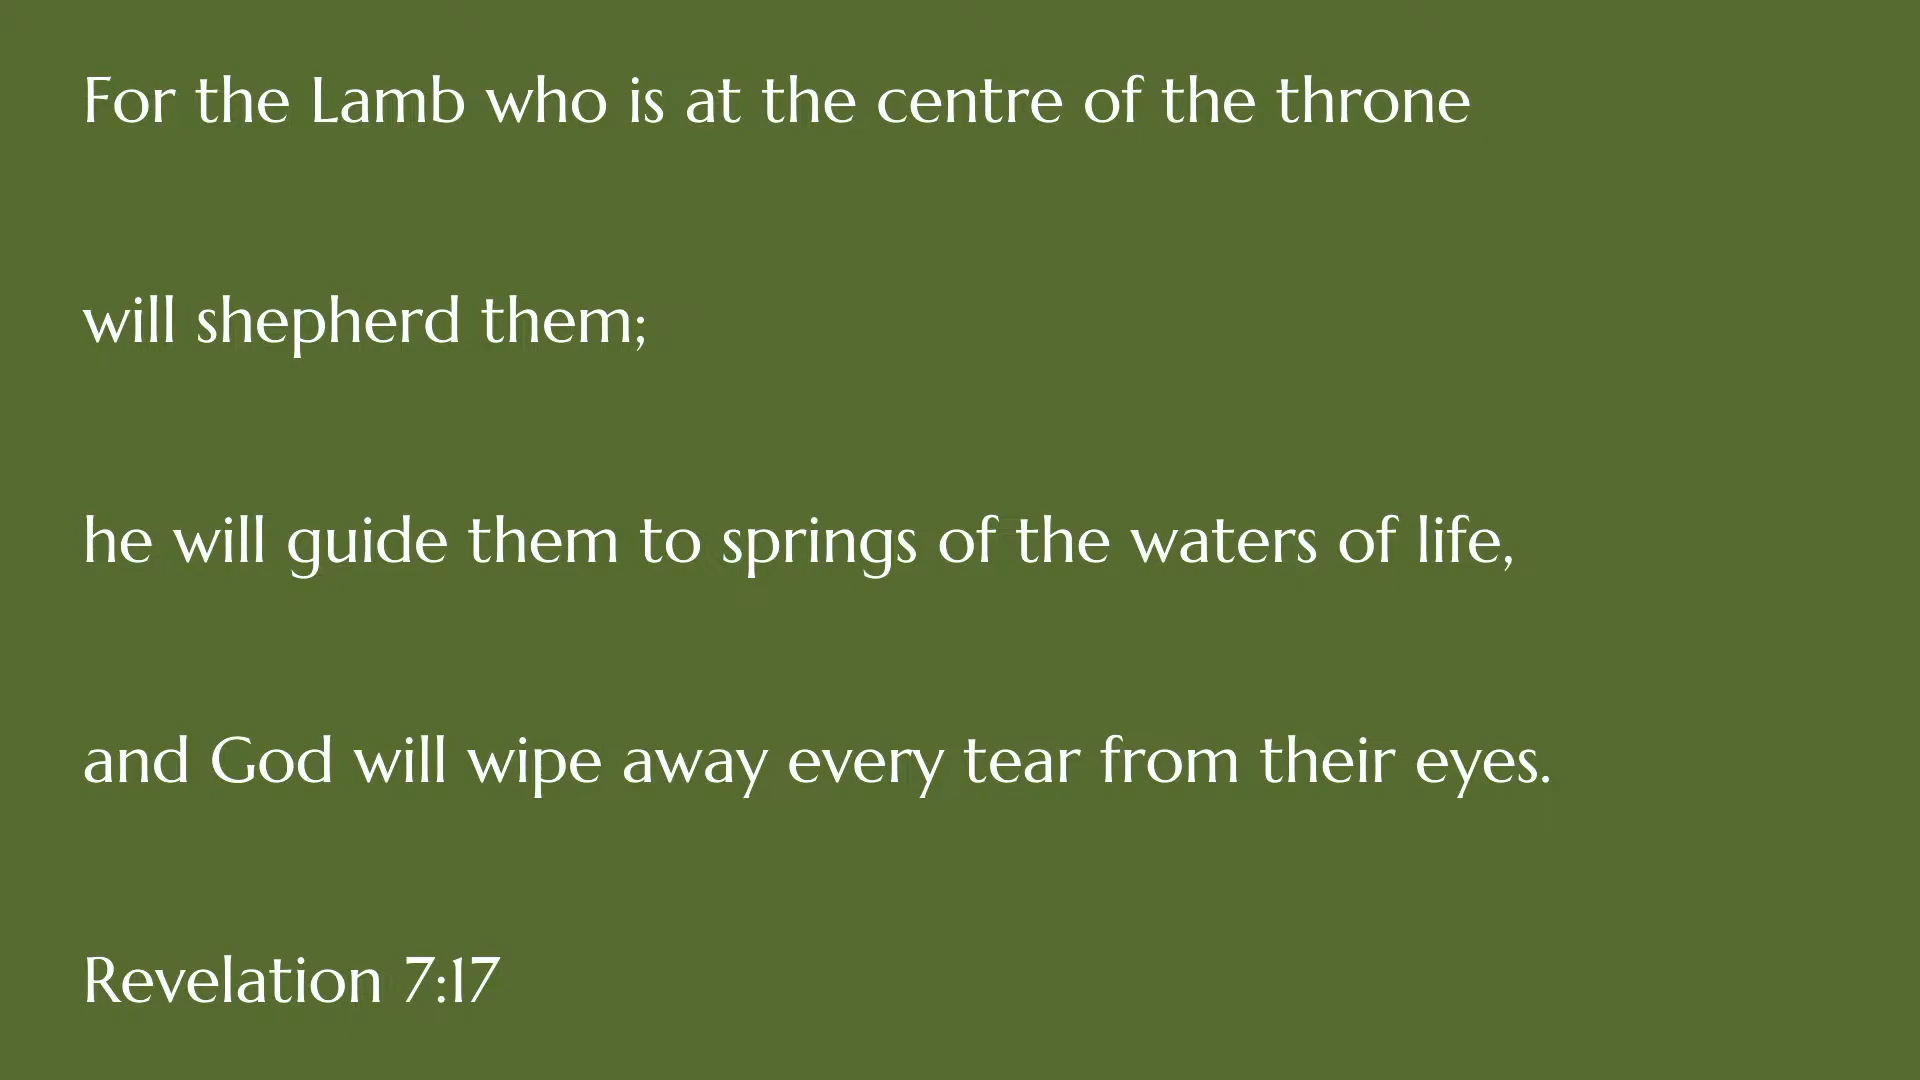 For the Lamb who is at the centre of the throne
will shepherd them;
he will guide them to springs of the waters of life,
and God will wipe away every tear from their eyes.
Revelation 7:17